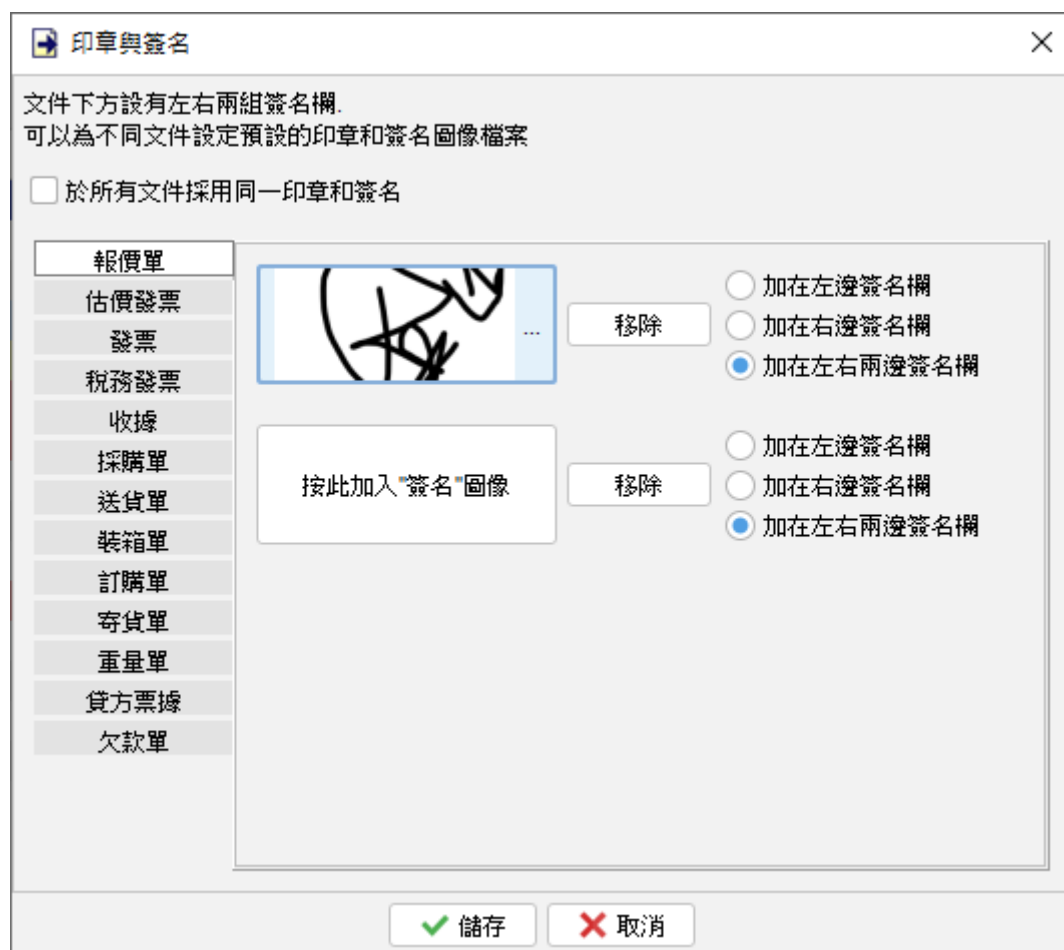 印章與簽名
文件下方設有左右兩組簽名欄.
可以為不同文件設定預設的印章和簽名圖像檔案
於所有文件採用同一印章和簽名
報價單
估價發票
發票
稅務發票
收據
採購單
送貨單
裝箱單
訂購單
寄貨單
重量單
貸方票據
欠款單
...
移除
加在左邊簽名欄
加在右邊簽名欄
加在左右兩邊簽名欄
按此加入"簽名"圖像
移除
加在左邊簽名欄
加在右邊簽名欄
加在左右兩邊簽名欄
儲存
取消